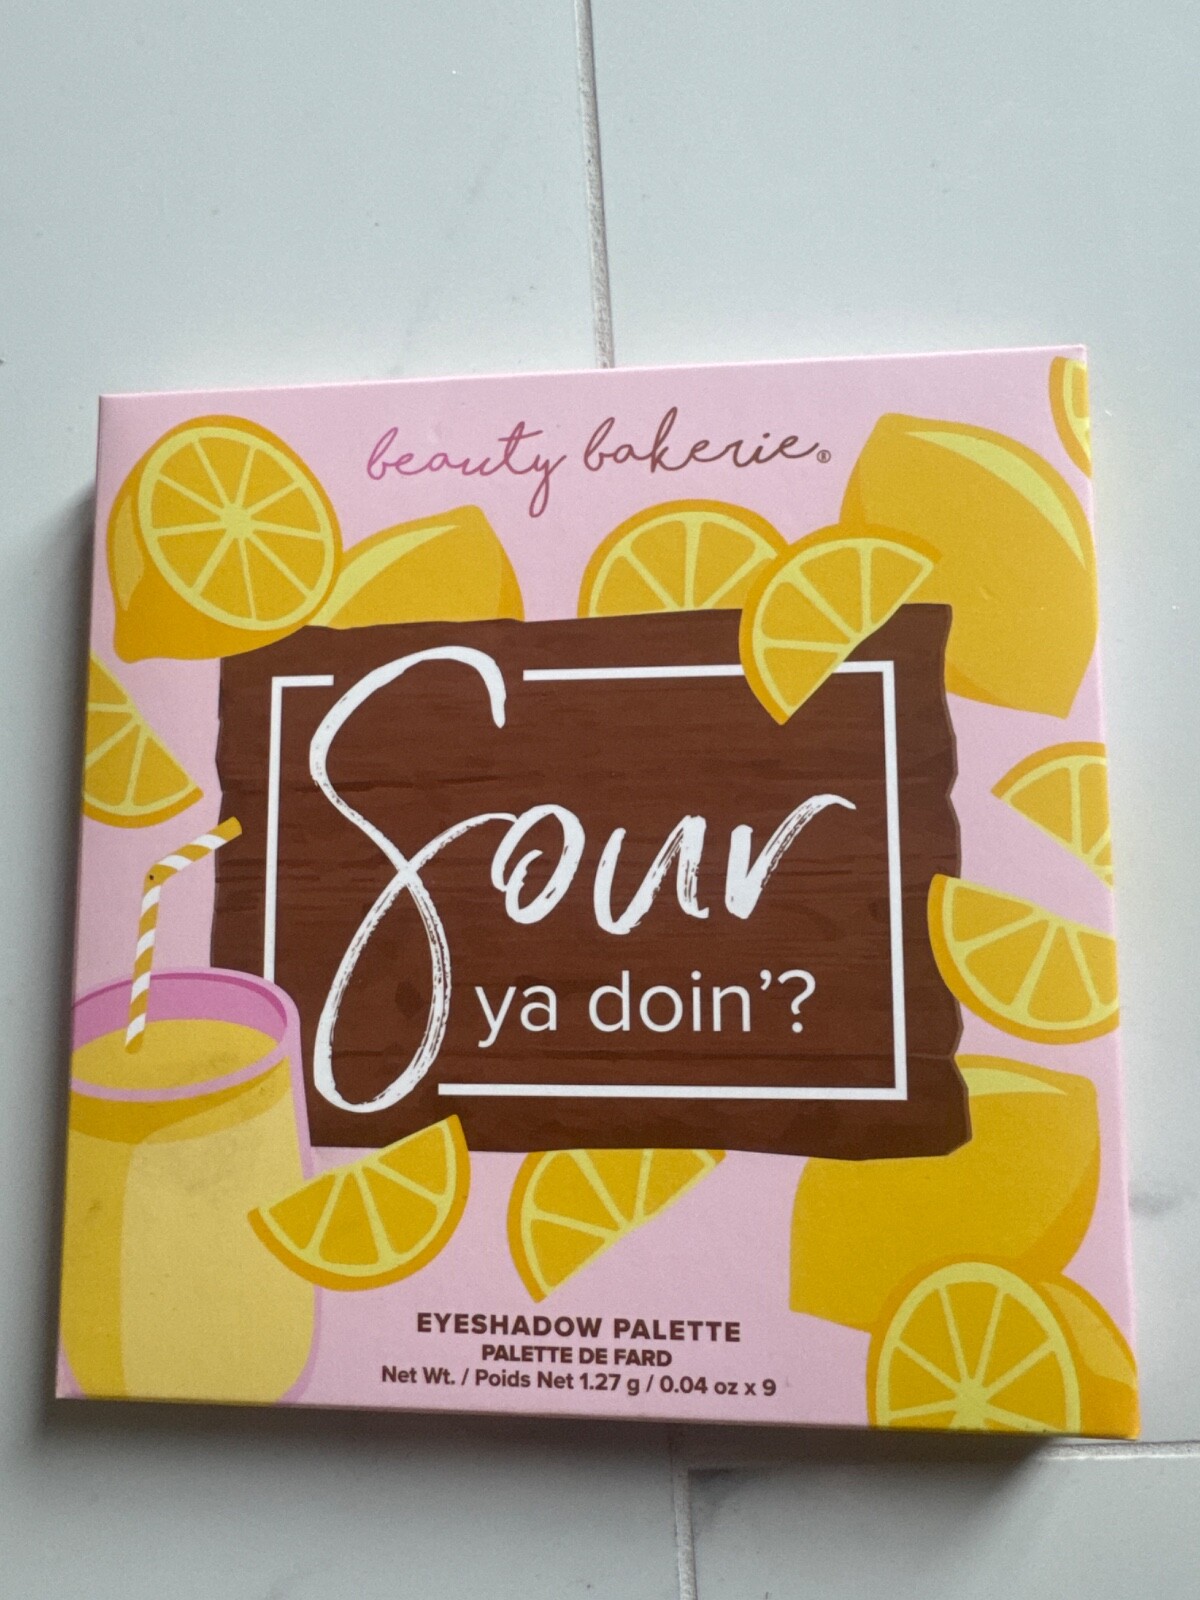 beauty bakerie®
Sour
ya doin'?
EYESHADOW PALETTE
PALETTE DE FARD
Net Wt. / Poids Net 1.27 g / 0.04 oz x 9